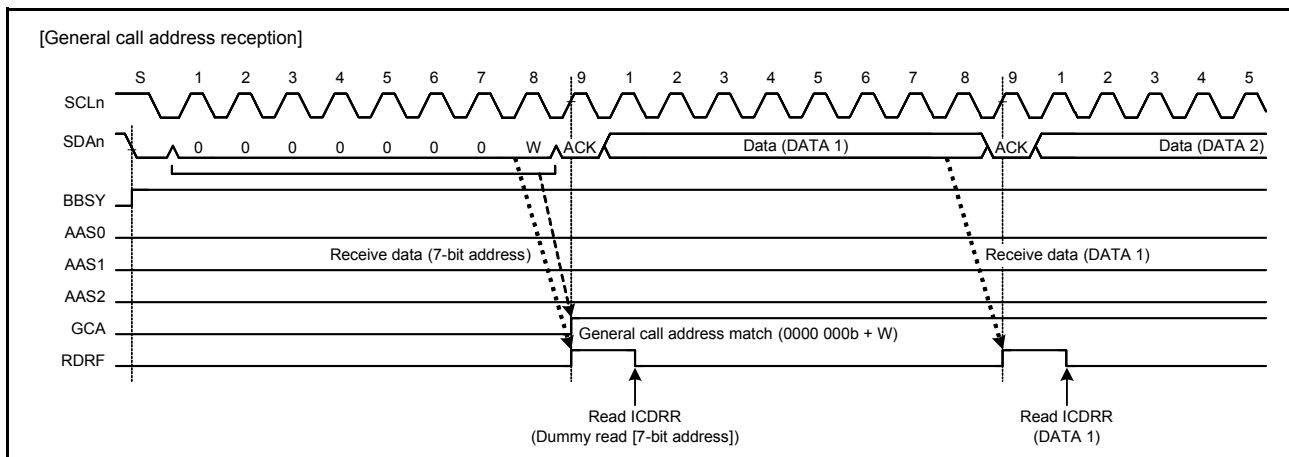 [General call address reception]
S 1 2 3 4 5 6 7 8 9 1 2 3 4 5 6 7 8 9 1 2 3 4 5
SCLn
SDAn 0 0 0 0 0 0 0 W ACK Data (DATA 1) ACK Data (DATA 2)
BBSY
AAS0
Receive data (7-bit address) Receive data (DATA 1)
AAS1
AAS2
GCA General call address match (0000 000b + W)
RDRF
Read ICDRR Read ICDRR
(Dummy read [7-bit address]) (DATA 1)